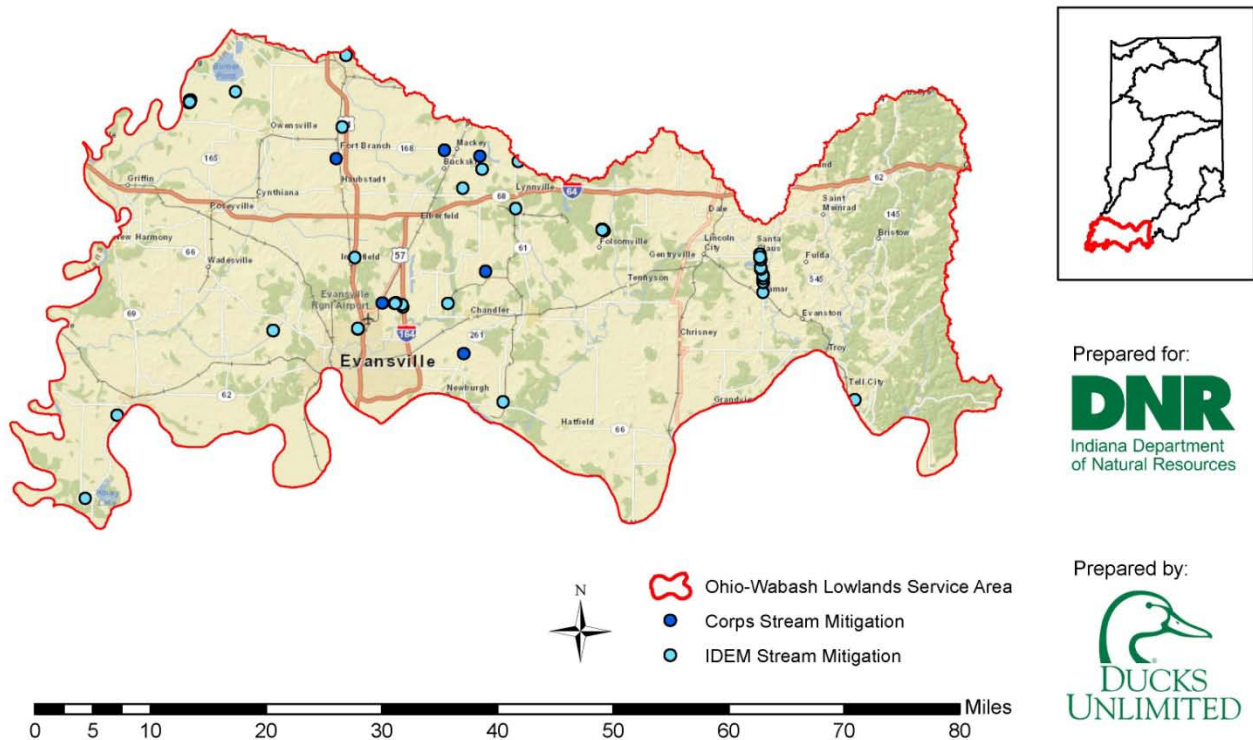 Owensville
165
Fort Branch
168
Mackey
Griffin
Cynthiana
Haubstadt
Lynnville
64
62
Poseyville
68
Elberfeld
Dale
Saint
Meinrad
145
New Harmony
66
57
61
Folsomville
Lincoln
City
Santa
Bristow
Wadesville
Gentryville
Fulda
545
Tennyson
Evansville
Rgnl Airport
69
Chandler
Evanston
164
261
Chrisney
Troy
Evansville
Newburgh
Tell City
62
Hatfield
66
Prepared for:
DNR
Indiana Department
of Natural Resources
Prepared by:
DUCKS
UNLIMITED
N
Ohio-Wabash Lowlands Service Area
Corps Stream Mitigation
IDEM Stream Mitigation
Miles
0 5 10 20 30 40 50 60 70 80